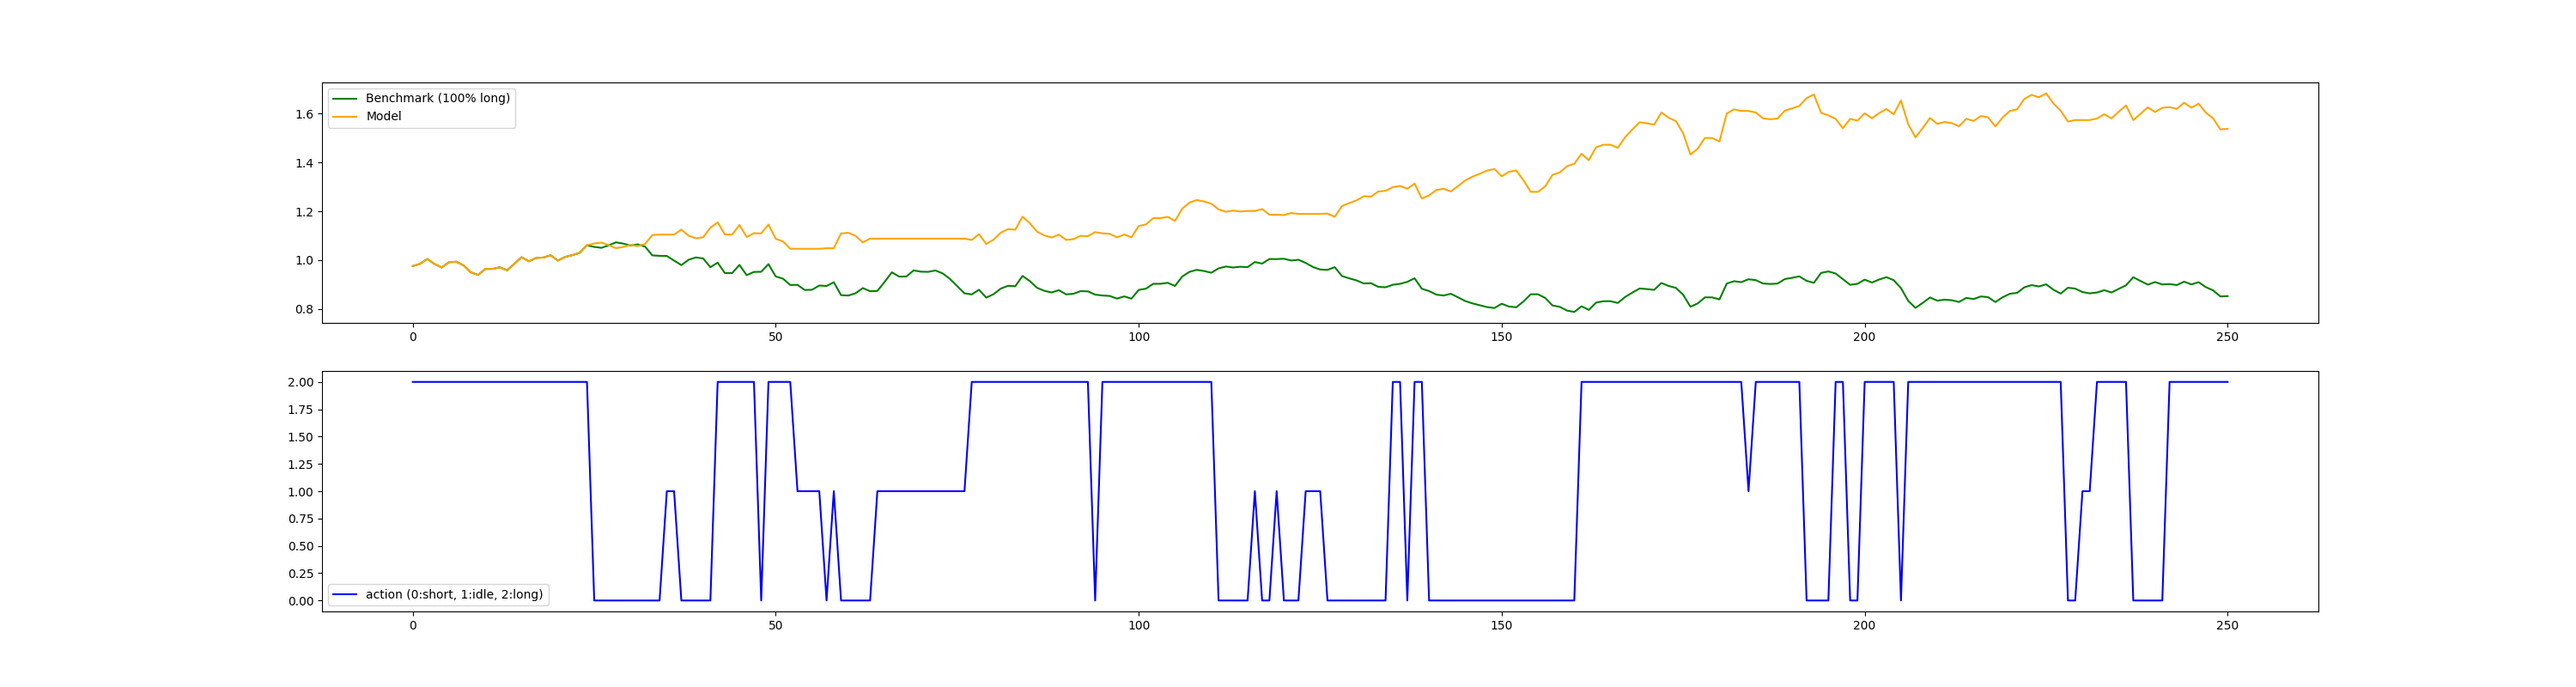 Benchmark (100% long)
Model
1.6
1.4
1.2
1.0
0.8
0 50 100 150 200 250
2.00
1.75
1.50
1.25
1.00
0.75
0.50
0.25
0.00
action (0:short, 1:idle, 2:long)
0 50 100 150 200 250